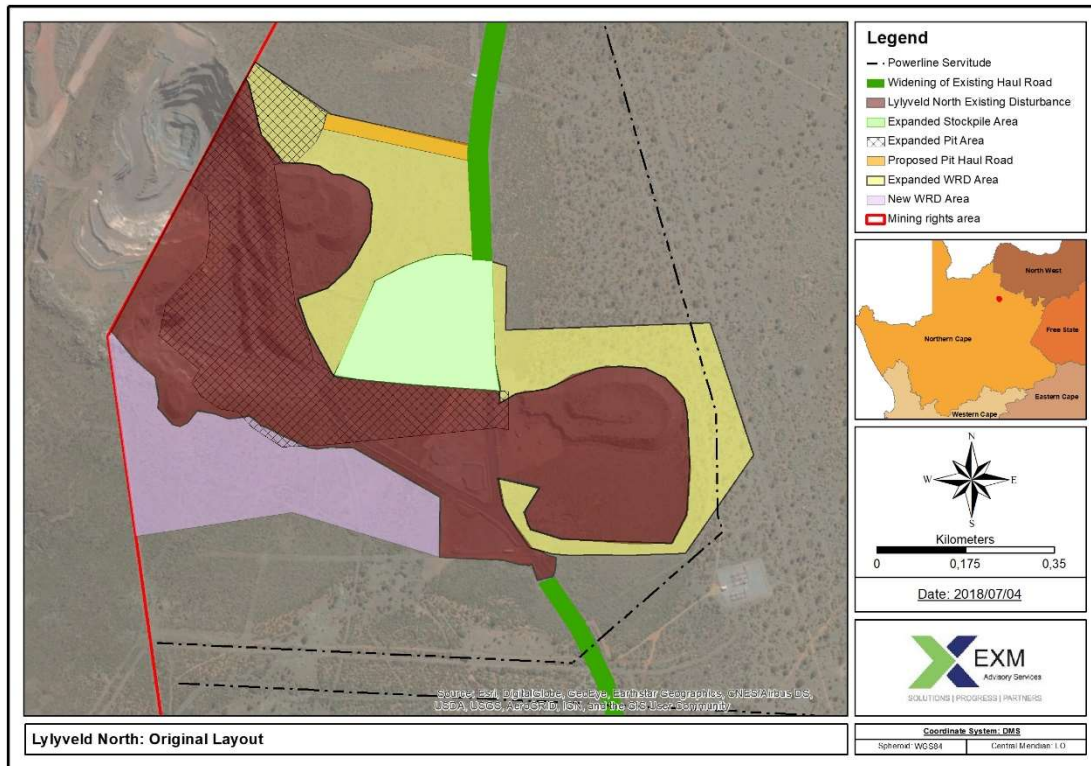 Legend
Powerline Servitude
Widening of Existing Haul Road
Lylyveld North Existing Disturbance
Expanded Stockpile Area
Expanded Pit Area
Proposed Pit Haul Road
Expanded WRD Area
New WRD Area
Mining rights area
North West
Free State
Northern Cape
Eastern Cape
Western Cape
N
W E
S
Kilometers
0 0,175 0,35
Date: 2018/07/04
EXM
Advisory Services
SOLUTIONS | PROGRESS | PARTNERS
Source: Esri, DigitalGlobe, GeoEye, Earthstar Geographics, CNES/Airbus DS,
USDA, USGS, AeroGRID, IGN, and the GIS User Community
Lylyveld North: Original Layout
Coordinate System: DMS
Spheroid: WGS84 Central Meridian: LO